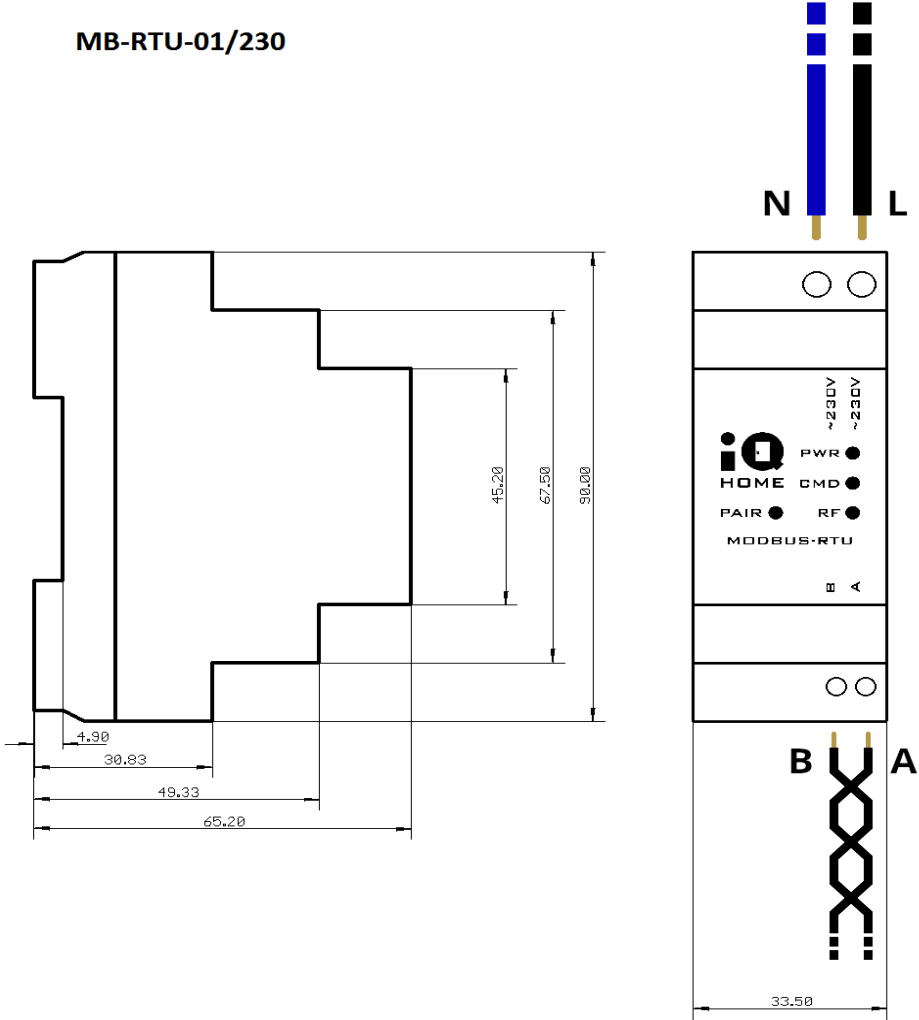 MB-RTU-01/230
N L
~230V
~230V
iQ
HOME
PWR
CMD
PAIR RF
MODBUS-RTU
B A
45.20
67.50
90.00
4.90
30.83
49.33
65.20
B A
33.50